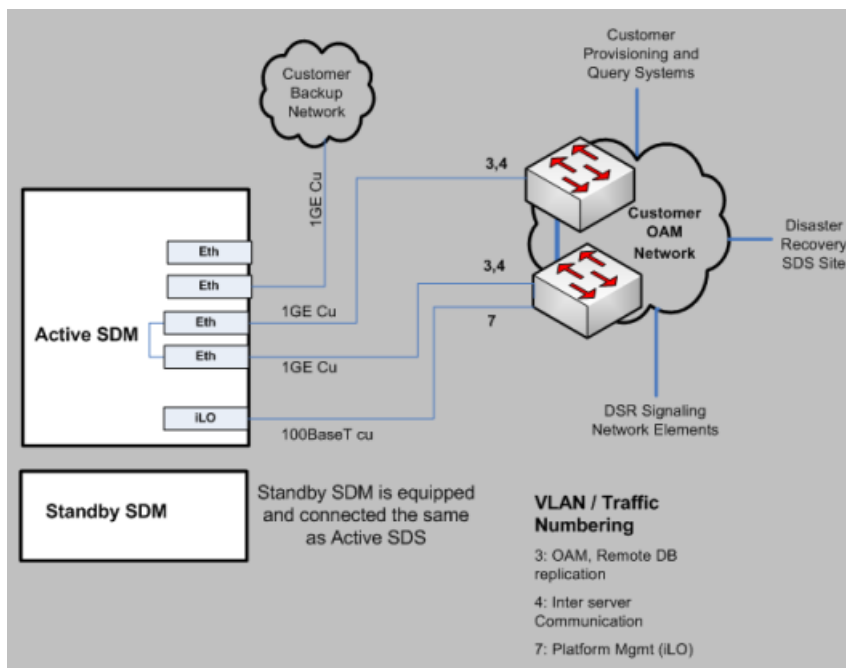 Customer
Provisioning and
Query Systems
Customer
Backup
Network
1GE Cu
3,4
Customer
OAM
Network
Disaster
Recovery
SDS Site
Eth
Eth
Eth
Eth
iLO
Active SDM
3,4
1GE Cu
7
1GE Cu
100BaseT cu
DSR Signaling
Network Elements
Standby SDM
Standby SDM is equipped
and connected the same
as Active SDS
VLAN / Traffic
Numbering
3: OAM, Remote DB
replication
4: Inter server
Communication
7: Platform Mgmt (iLO)